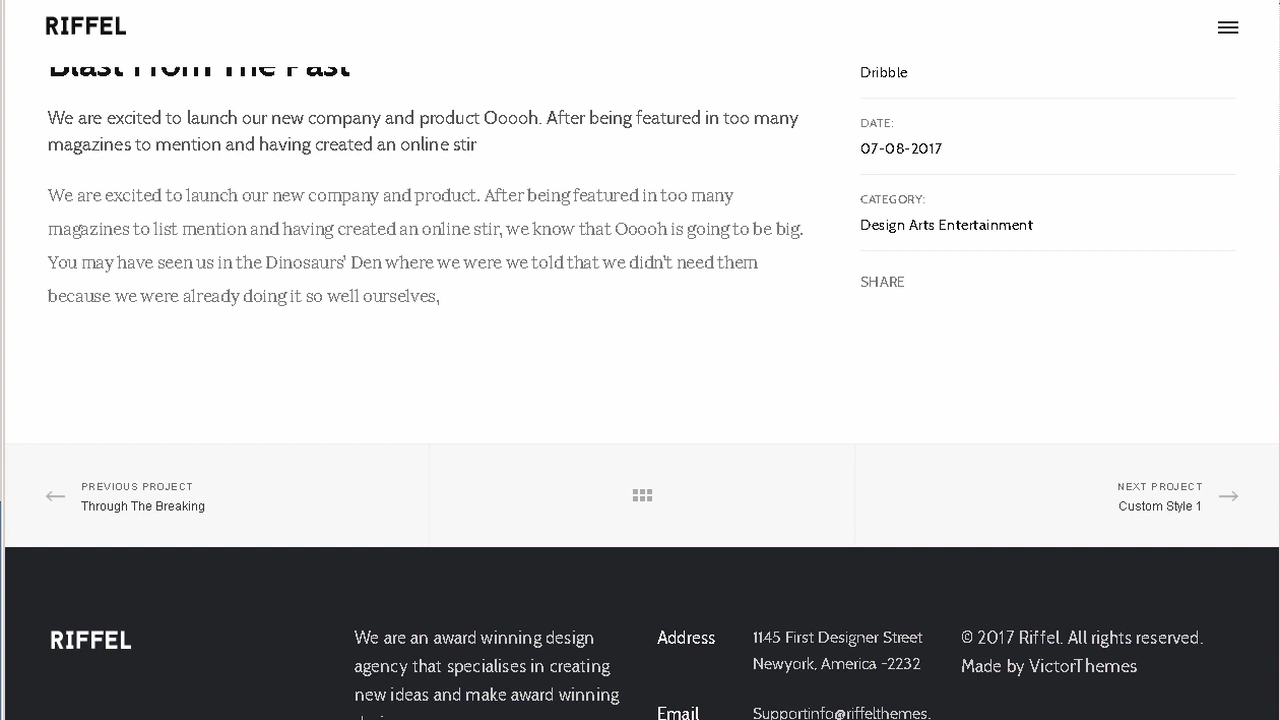 RIFFEL
Blast From The Past
We are excited to launch our new company and product Ooooh. After being featured in too many
magazines to mention and having created an online stir
We are excited to launch our new company and product. After being featured in too many
magazines to list mention and having created an online stir, we know that Ooooh is going to be big.
You may have seen us in the Dinosaurs' Den where we were we told that we didn't need them
because we were already doing it so well ourselves,
Dribble
DATE:
07-08-2017
CATEGORY:
Design Arts Entertainment
SHARE
PREVIOUS PROJECT
Through The Breaking
NEXT PROJECT
Custom Style 1
RIFFEL
We are an award winning design
agency that specialises in creating
new ideas and make award winning
Address
1145 First Designer Street
Newyork, America -2232
Email
Supportinfo@riffelthemes.
© 2017 Riffel. All rights reserved.
Made by VictorThemes